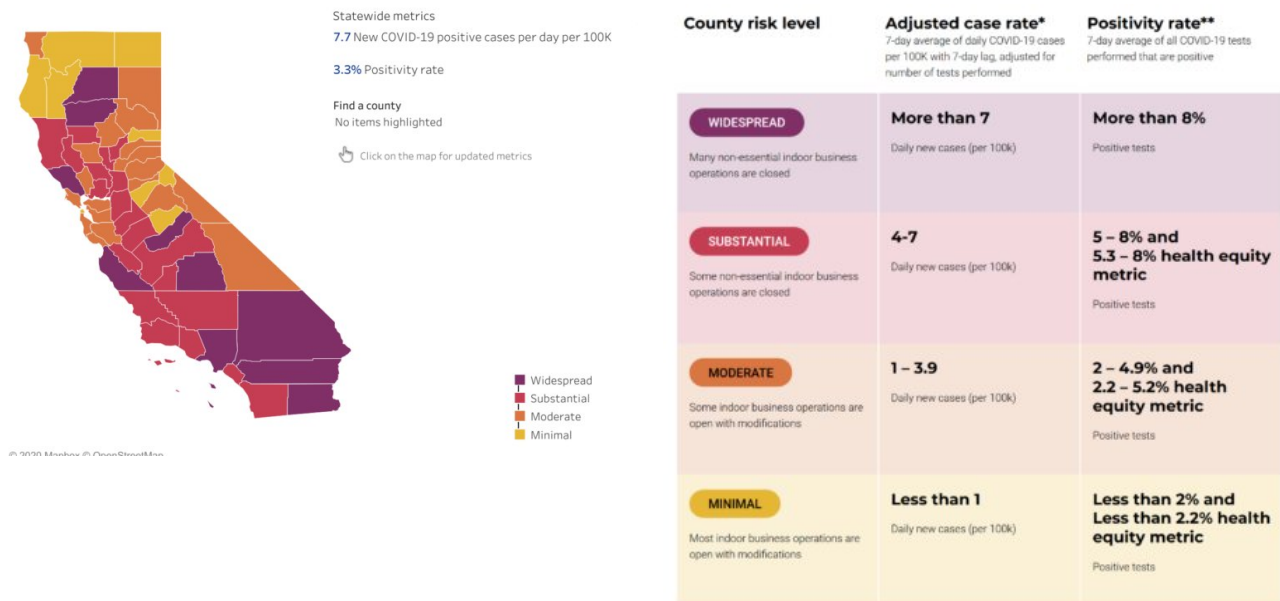 Statewide metrics
7.7 New COVID-19 positive cases per day per 100K
3.3% Positivity rate
Find a county
No items highlighted
Click on the map for updated metrics
Widespread
Substantial
Moderate
Minimal
© 2020 Mapbox © OpenStreetMap
County risk level
Adjusted case rate*
7-day average of daily COVID-19 cases
per 100K with 7-day lag, adjusted for
number of tests performed
Positivity rate**
7-day average of all COVID-19 tests
performed that are positive
WIDESPREAD
Many non-essential indoor business
operations are closed
More than 7
Daily new cases (per 100k)
More than 8%
Positive tests
SUBSTANTIAL
Some non-essential indoor business
operations are closed
4-7
Daily new cases (per 100k)
5 – 8% and
5.3 – 8% health equity
metric
Positive tests
MODERATE
Some indoor business operations are
open with modifications
1 – 3.9
Daily new cases (per 100k)
2 – 4.9% and
2.2 – 5.2% health
equity metric
Positive tests
MINIMAL
Most indoor business operations are
open with modifications
Less than 1
Daily new cases (per 100k)
Less than 2% and
Less than 2.2% health
equity metric
Positive tests